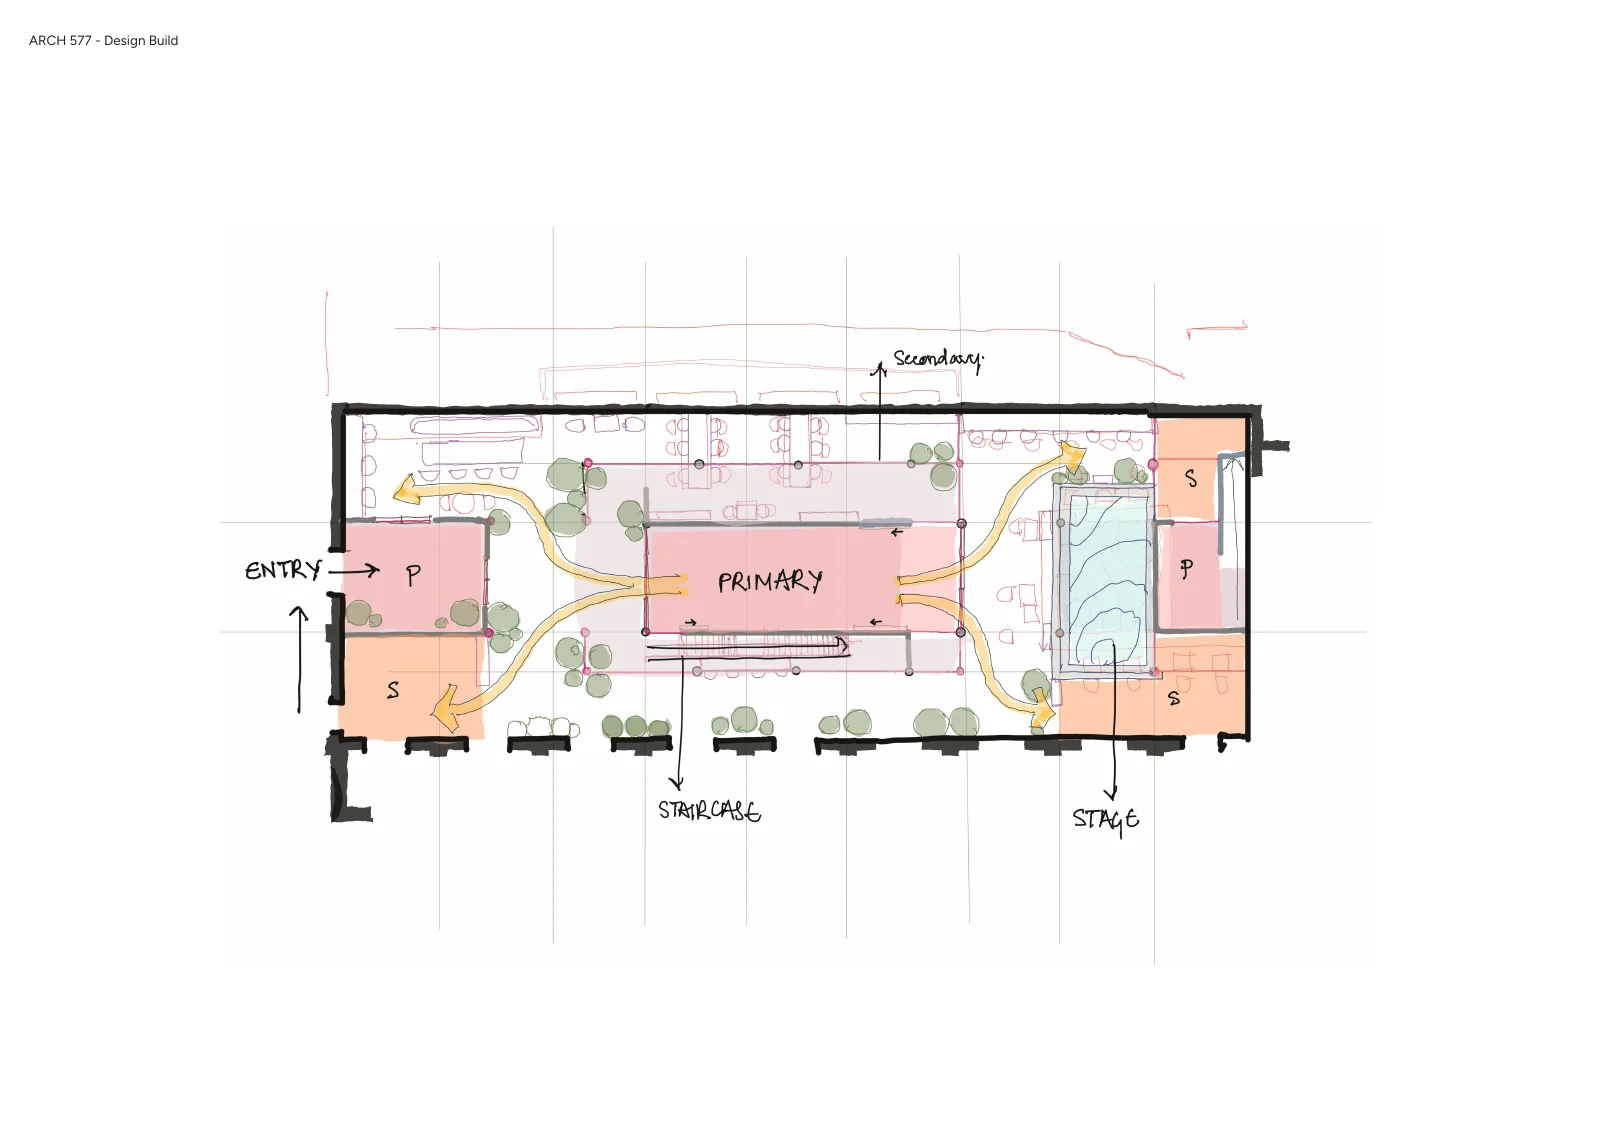 ARCH 577 - Design Build
Secondary.
S
ENTRY
P
PRIMARY
P
S
S
STAIRCASE
STAGE